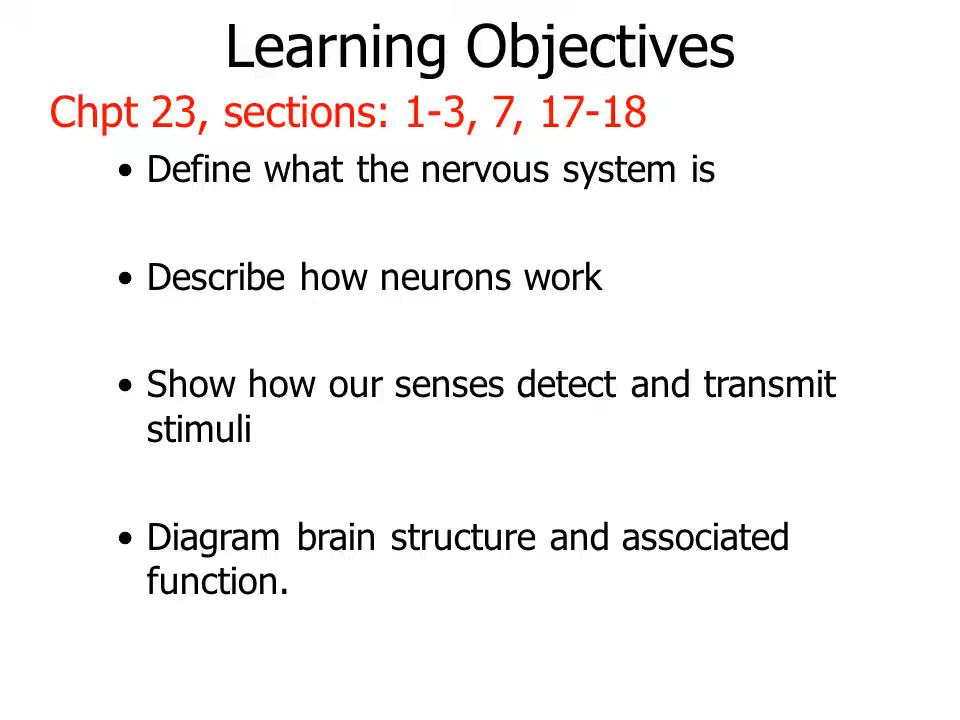 Learning Objectives
Chpt 23, sections: 1-3, 7, 17-18
• Define what the nervous system is
• Describe how neurons work
• Show how our senses detect and transmit
stimuli
• Diagram brain structure and associated
function.